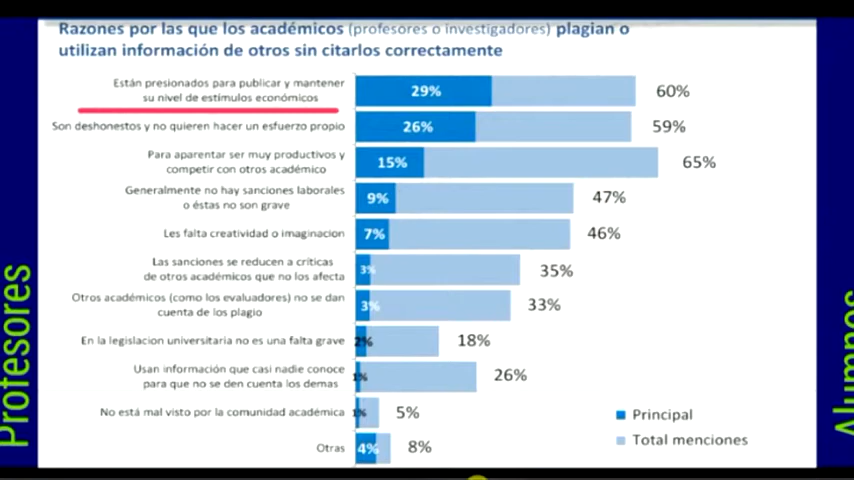 Razones por las que los académicos (profesores o investigadores) plagian o
utilizan información de otros sin citarlos correctamente
Están presionados para publicar y mantener
su nivel de estímulos económicos
29%
60%
Son deshonestos y no quieren hacer un esfuerzo propio
26%
59%
Para aparentar ser muy productivos y
competir con otros académico
15%
65%
Generalmente no hay sanciones laborales
o éstas no son grave
9%
47%
Les falta creatividad o imaginacion
7%
46%
Las sanciones se reducen a críticas
de otros académicos que no los afecta
3%
35%
Otros académicos (como los evaluadores) no se dan
cuenta de los plagio
3%
33%
En la legislacion universitaria no es una falta grave
2%
18%
Usan información que casi nadie conoce
para que no se den cuenta los demas
1%
26%
No está mal visto por la comunidad académica
1%
5%
Otras
4%
8%
Principal
Total menciones
Profesores
Alumnos